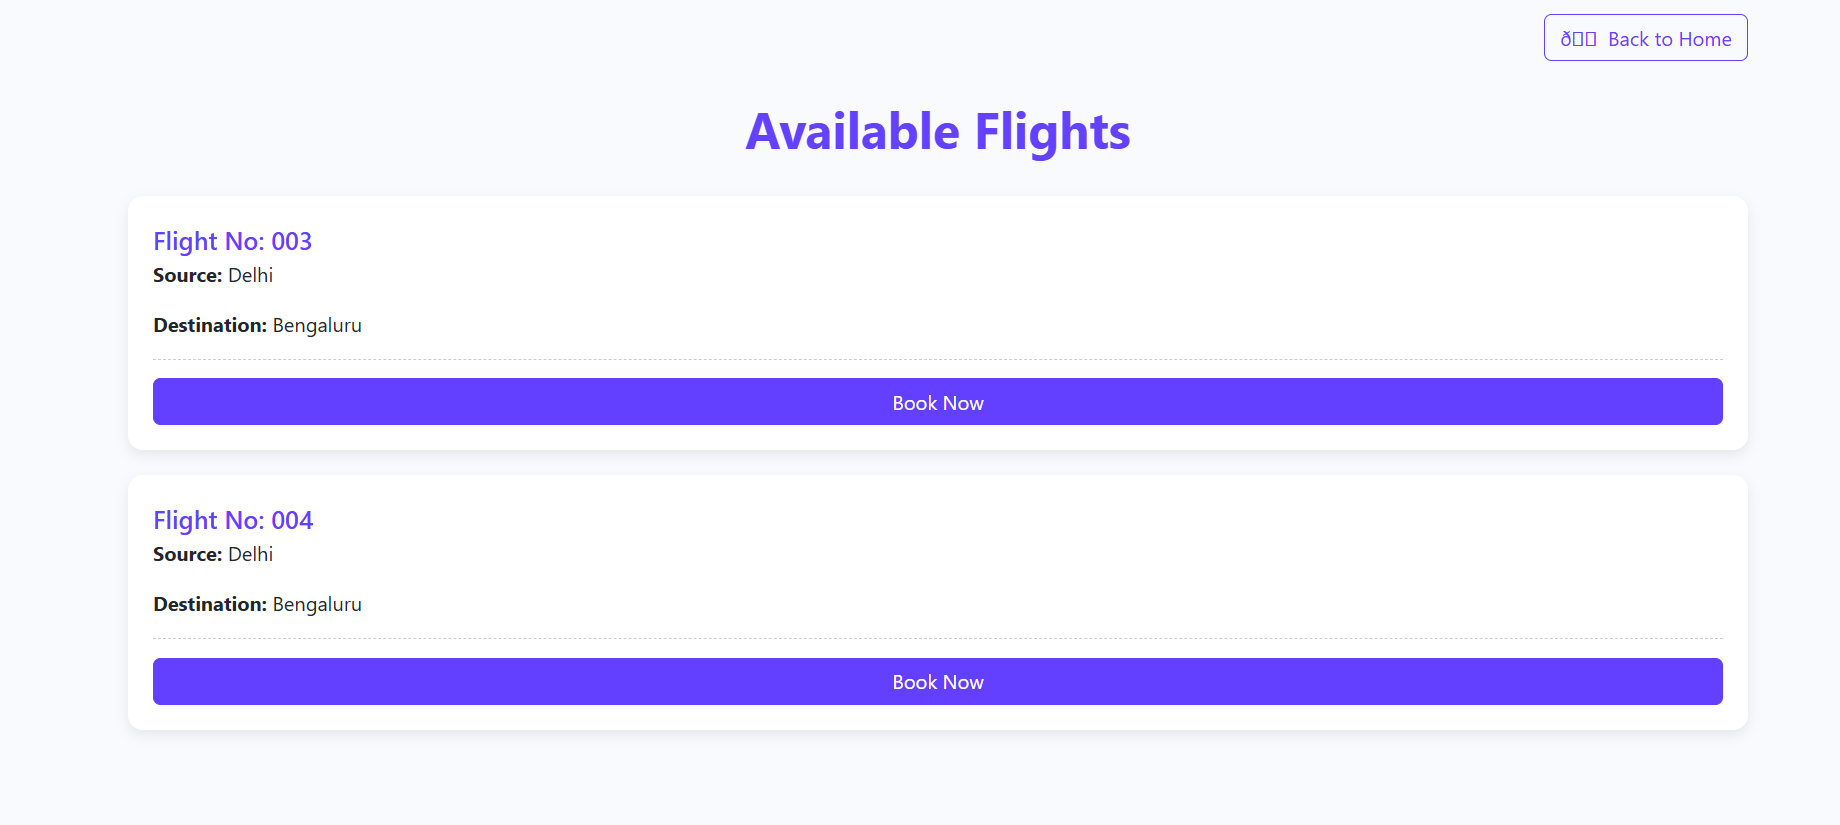 ð Back to Home
Available Flights
Flight No: 003
Source: Delhi
Destination: Bengaluru
Book Now
Flight No: 004
Source: Delhi
Destination: Bengaluru
Book Now